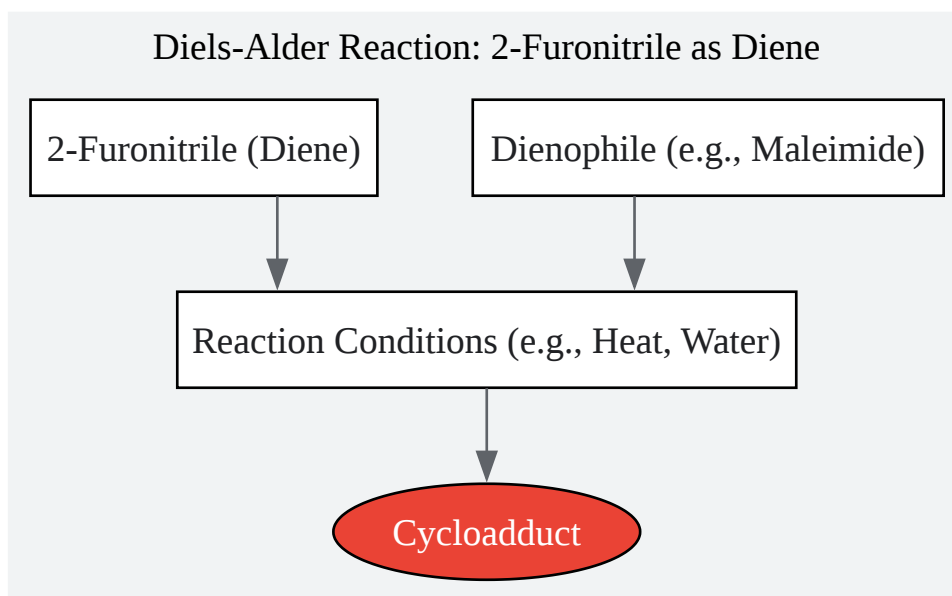 Diels-Alder Reaction: 2-Furonitrile as Diene
2-Furonitrile (Diene)
Dienophile (e.g., Maleimide)
Reaction Conditions (e.g., Heat, Water)
Cycloadduct